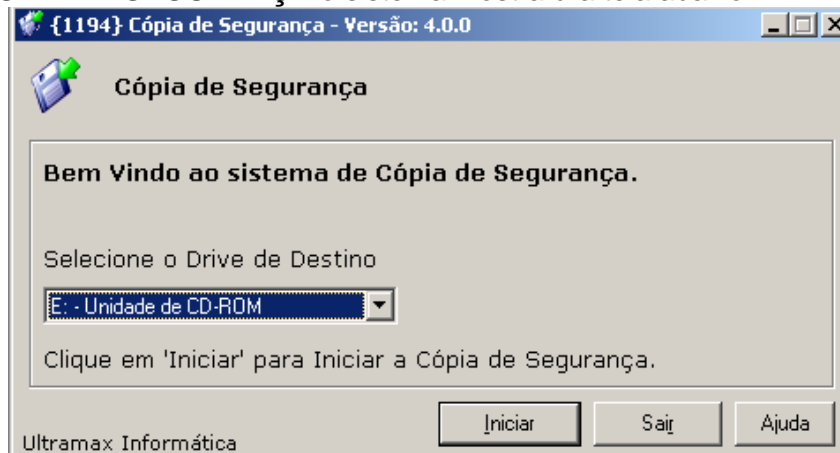 {1194} Cópia de Segurança - Versão: 4.0.0
Cópia de Segurança
Bem Vindo ao sistema de Cópia de Segurança.
Selecione o Drive de Destino
E: - Unidade de CD-ROM
Clique em 'Iniciar' para Iniciar a Cópia de Segurança.
Iniciar Sair Ajuda
Ultramax Informática